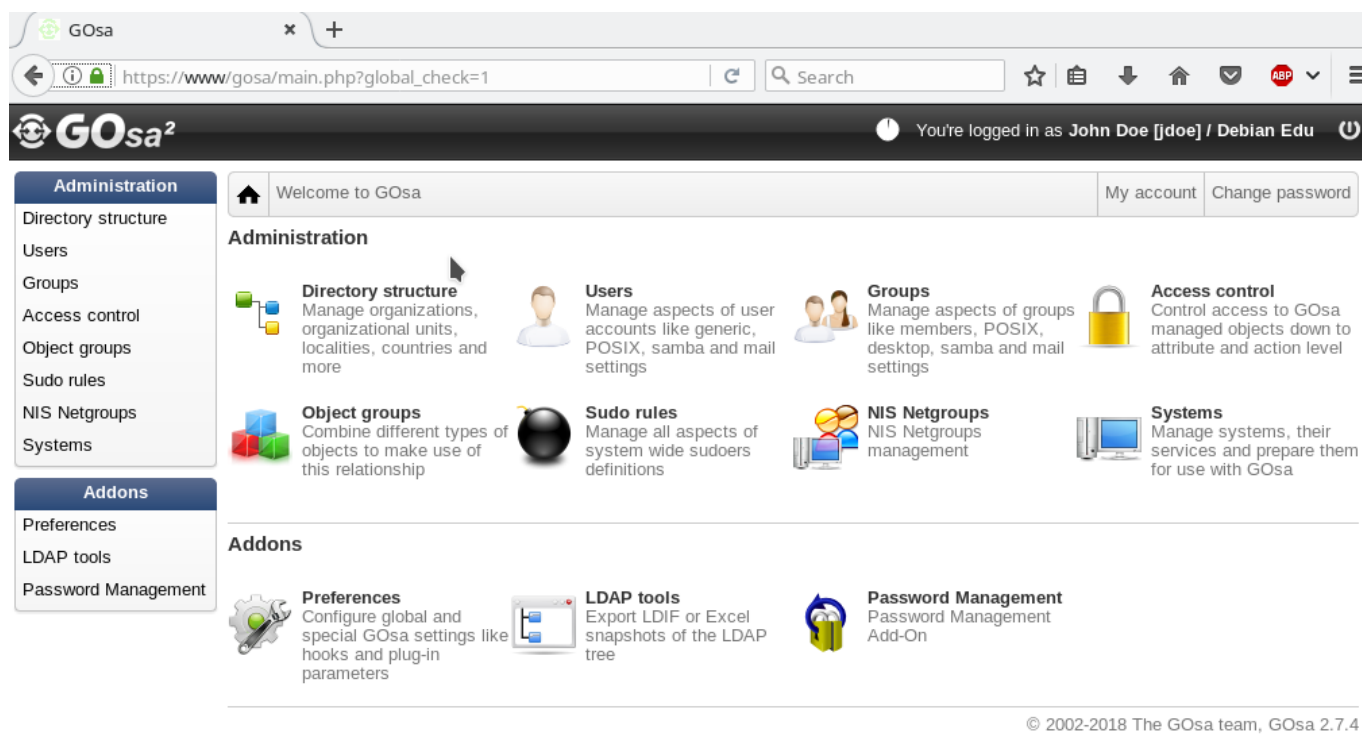 GOsa
https://www/gosa/main.php?global_check=1
Search
ABP
GOsa²
You're logged in as John Doe [jdoe] / Debian Edu
Administration
Directory structure
Users
Groups
Access control
Object groups
Sudo rules
NIS Netgroups
Systems
Addons
Preferences
LDAP tools
Password Management
Welcome to GOsa
My account
Change password
Administration
Directory structure
Manage organizations,
organizational units,
localities, countries and
more
Users
Manage aspects of user
accounts like generic,
POSIX, samba and mail
settings
Groups
Manage aspects of groups
like members, POSIX,
desktop, samba and mail
settings
Access control
Control access to GOsa
managed objects down to
attribute and action level
Object groups
Combine different types of
objects to make use of
this relationship
Sudo rules
Manage all aspects of
system wide sudoers
definitions
NIS Netgroups
NIS Netgroups
management
Systems
Manage systems, their
services and prepare them
for use with GOsa
Addons
Preferences
Configure global and
special GOsa settings like
hooks and plug-in
parameters
LDAP tools
Export LDIF or Excel
snapshots of the LDAP
tree
Password Management
Password Management
Add-On
© 2002-2018 The GOsa team, GOsa 2.7.4